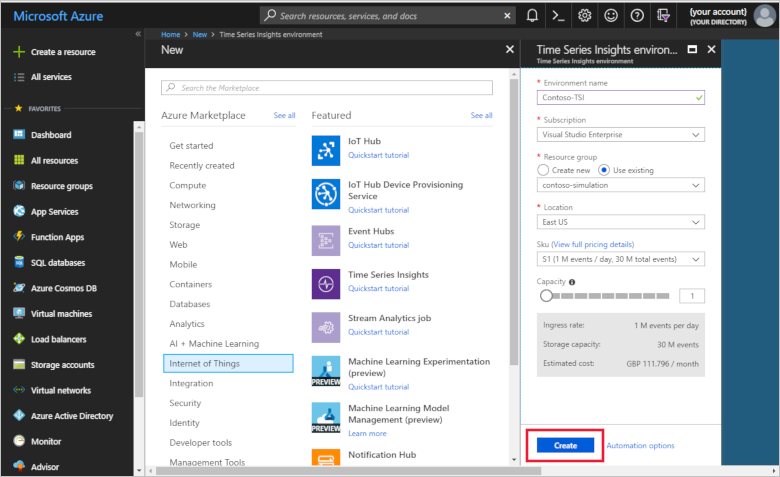 Microsoft Azure
Search resources, services, and docs
{your account}
{YOUR DIRECTORY}
Home > New > Time Series Insights environment
Create a resource
All services
FAVORITES
Dashboard
All resources
Resource groups
App Services
Function Apps
SQL databases
Azure Cosmos DB
Virtual machines
Load balancers
Storage accounts
Virtual networks
Azure Active Directory
Monitor
Advisor
New
Search the Marketplace
Azure Marketplace See all
Get started
Recently created
Compute
Networking
Storage
Web
Mobile
Containers
Databases
Analytics
AI + Machine Learning
Internet of Things
Integration
Security
Identity
Developer tools
Management Tools
Featured See all
IoT Hub
Quickstart tutorial
IoT Hub Device Provisioning
Service
Quickstart tutorial
Event Hubs
Quickstart tutorial
Time Series Insights
Quickstart tutorial
Stream Analytics job
Quickstart tutorial
PREVIEW
Machine Learning Experimentation
(preview)
Quickstart tutorial
PREVIEW
Machine Learning Model
Management (preview)
Learn more
Notification Hub
Time Series Insights environ...
Time Series Insights environment
* Environment name
Contoso-TSI
* Subscription
Visual Studio Enterprise
* Resource group
Create new Use existing
contoso-simulation
* Location
East US
Sku (View full pricing details)
S1 (1 M events / day, 30 M total events)
Capacity
1
Ingress rate: 1 M events per day
Storage capacity: 30 M events
Estimated cost: GBP 111.796 / month
Create Automation options